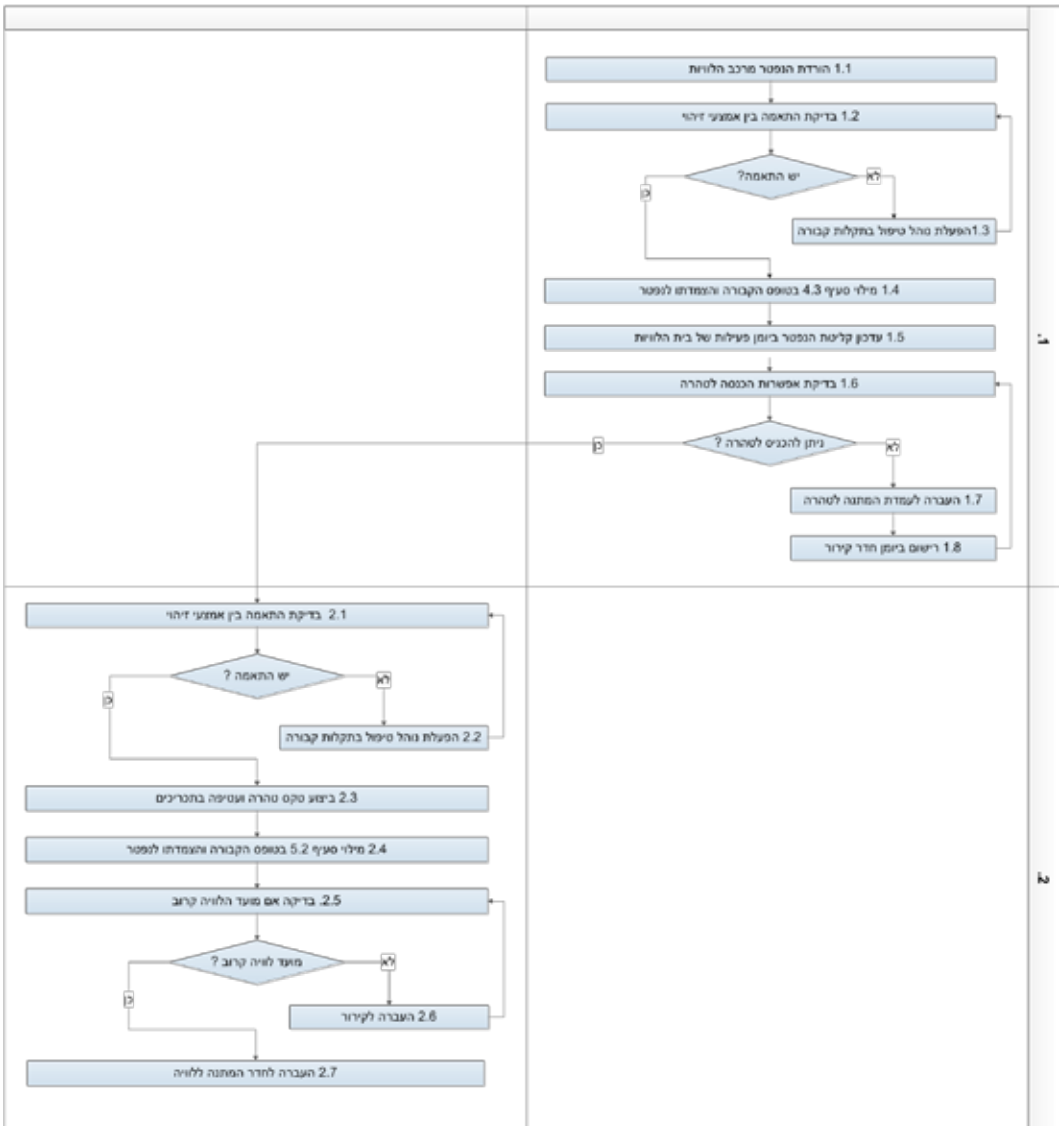 1.1 הורדת הנפטר מרכב הלוויות
1.2 בדיקת התאמה בין אמצעי זיהוי
יש התאמה?
לא
כן
1.3הפעלת נוהל טיפול בתקלות קבורה
1.4 מילוי סעיף 4.3 בטופס הקבורה והצמדתו לנפטר
.1
1.5 עדכון קליטת הנפטר ביומן פעילות של בית הלוויות
1.6 בדיקת אפשרות הכנסה לטהרה
ניתן להכניס לטהרה ?
לא
כן
1.7 העברה לעמדת המתנה לטהרה
1.8 רישום ביומן חדר קירור
2.1 בדיקת התאמה בין אמצעי זיהוי
יש התאמה ?
לא
כן
2.2 הפעלת נוהל טיפול בתקלות קבורה
2.3 ביצוע טקס טהרה ועטיפה בתכריכים
2.4 מילוי סעיף 5.2 בטופס הקבורה והצמדתו לנפטר
.2
2.5. בדיקה אם מועד הלוויה קרוב
מועד לוויה קרוב ?
לא
כן
2.6 העברה לקירור
2.7 העברה לחדר המתנה ללוויה